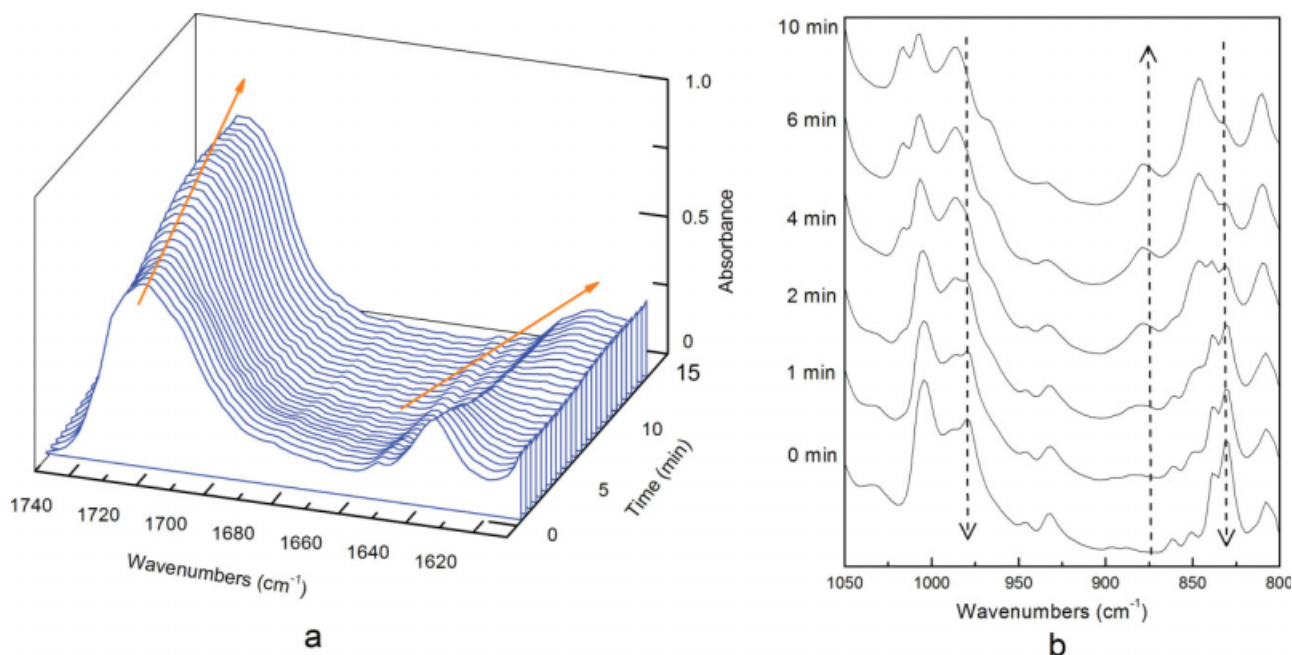 1.0
0.5
0
Absorbance
15
10
5
0
Time (min)
1740
1720
1700
1680
1660
1640
1620
Wavenumbers (cm⁻¹)
a
10 min
6 min
4 min
2 min
1 min
0 min
1050 1000 950 900 850 800
Wavenumbers (cm⁻¹)
b